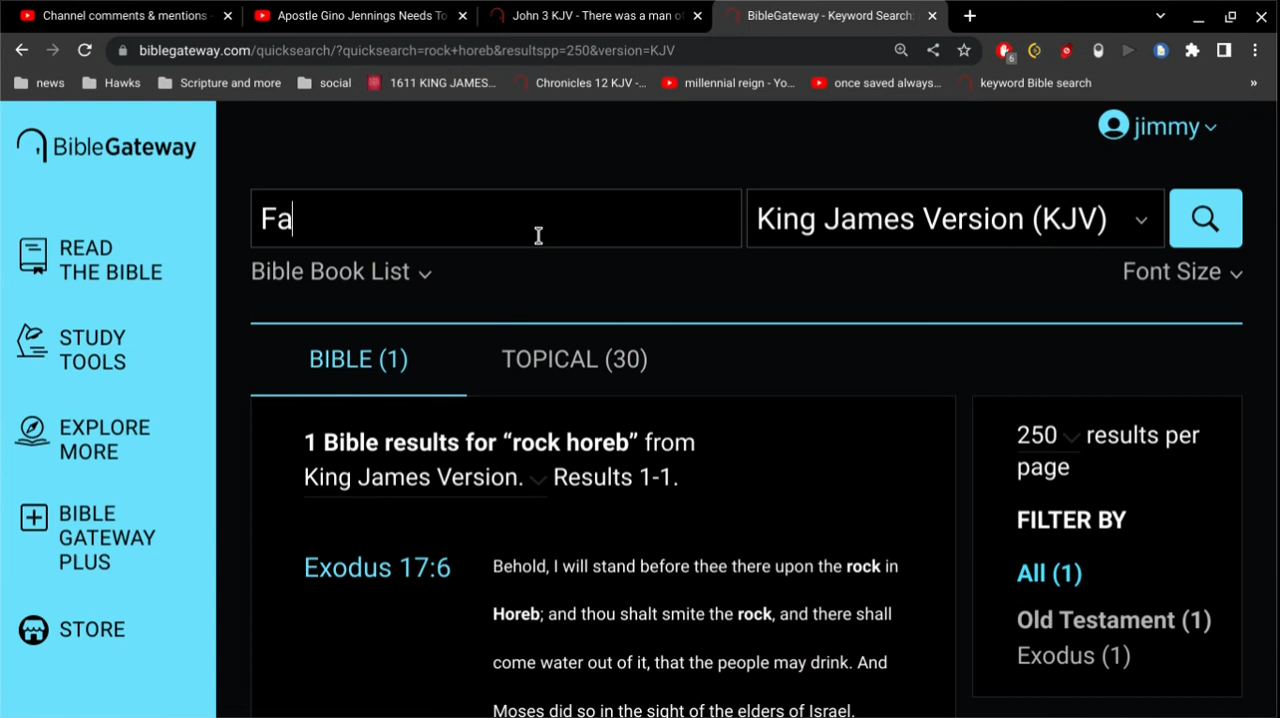 Channel comments & mentions -
Apostle Gino Jennings Needs To
John 3 KJV - There was a man of
BibleGateway - Keyword Search:
biblegateway.com/quicksearch/?quicksearch=rock+horeb&resultspp=250&version=KJV
6
news
Hawks
Scripture and more
social
1611 KING JAMES...
Chronicles 12 KJV -...
millennial reign - Yo...
once saved always...
keyword Bible search
»
BibleGateway
jimmy
Fa
King James Version (KJV)
READ
THE BIBLE
Bible Book List
Font Size
STUDY
TOOLS
BIBLE (1)
TOPICAL (30)
EXPLORE
MORE
1 Bible results for “rock horeb” from
King James Version. Results 1-1.
250 results per
page
BIBLE
GATEWAY
PLUS
FILTER BY
Exodus 17:6
Behold, I will stand before thee there upon the rock in
Horeb; and thou shalt smite the rock, and there shall
come water out of it, that the people may drink. And
Moses did so in the sight of the elders of Israel.
All (1)
Old Testament (1)
Exodus (1)
STORE